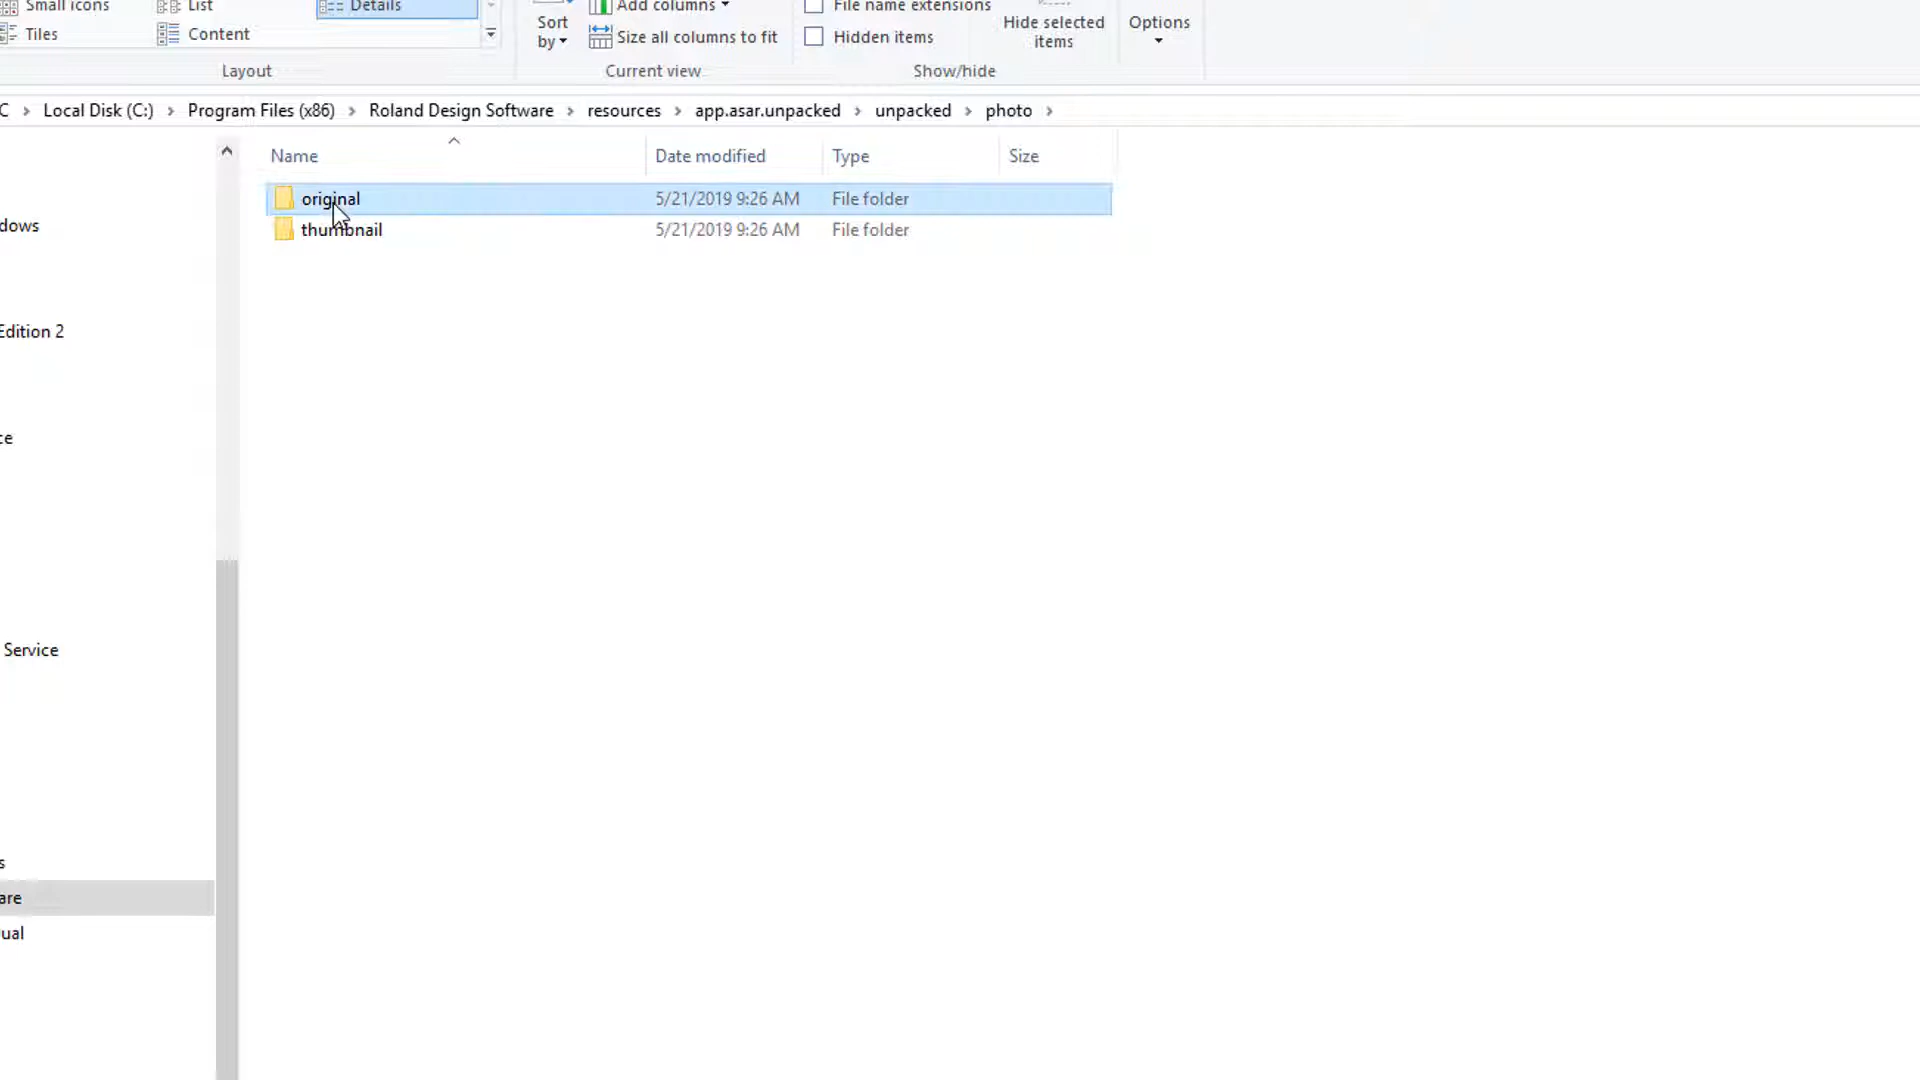 Small icons
List
Details
Tiles
Content
Layout
Sort by
Add columns
Size all columns to fit
Current view
File name extensions
Hidden items
Hide selected items
Show/hide
Options
C > Local Disk (C:) > Program Files (x86) > Roland Design Software > resources > app.asar.unpacked > unpacked > photo >
Name Date modified Type Size
original 5/21/2019 9:26 AM File folder
thumbnail 5/21/2019 9:26 AM File folder
dows
Edition 2
ce
Service
s
are
ual